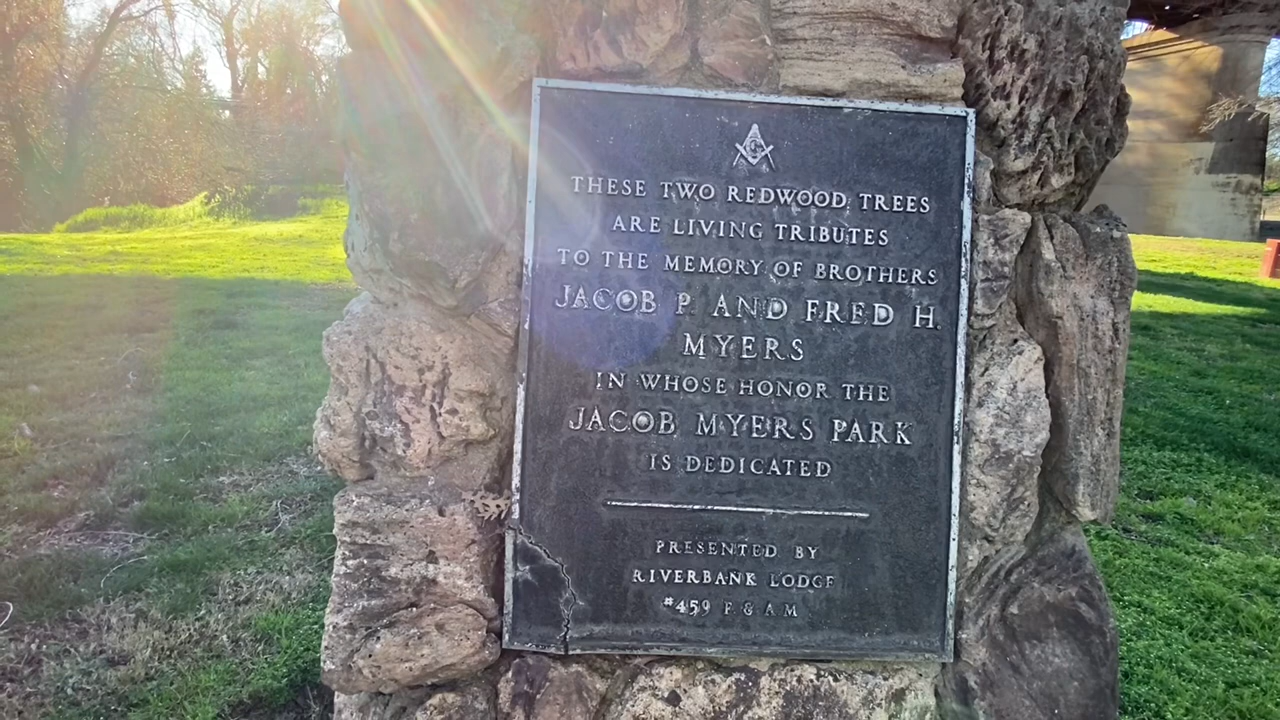 G
THESE TWO REDWOOD TREES
ARE LIVING TRIBUTES
TO THE MEMORY OF BROTHERS
JACOB P. AND FRED H.
MYERS
IN WHOSE HONOR THE
JACOB MYERS PARK
IS DEDICATED
PRESENTED BY
RIVERBANK LODGE
#459 F & A M